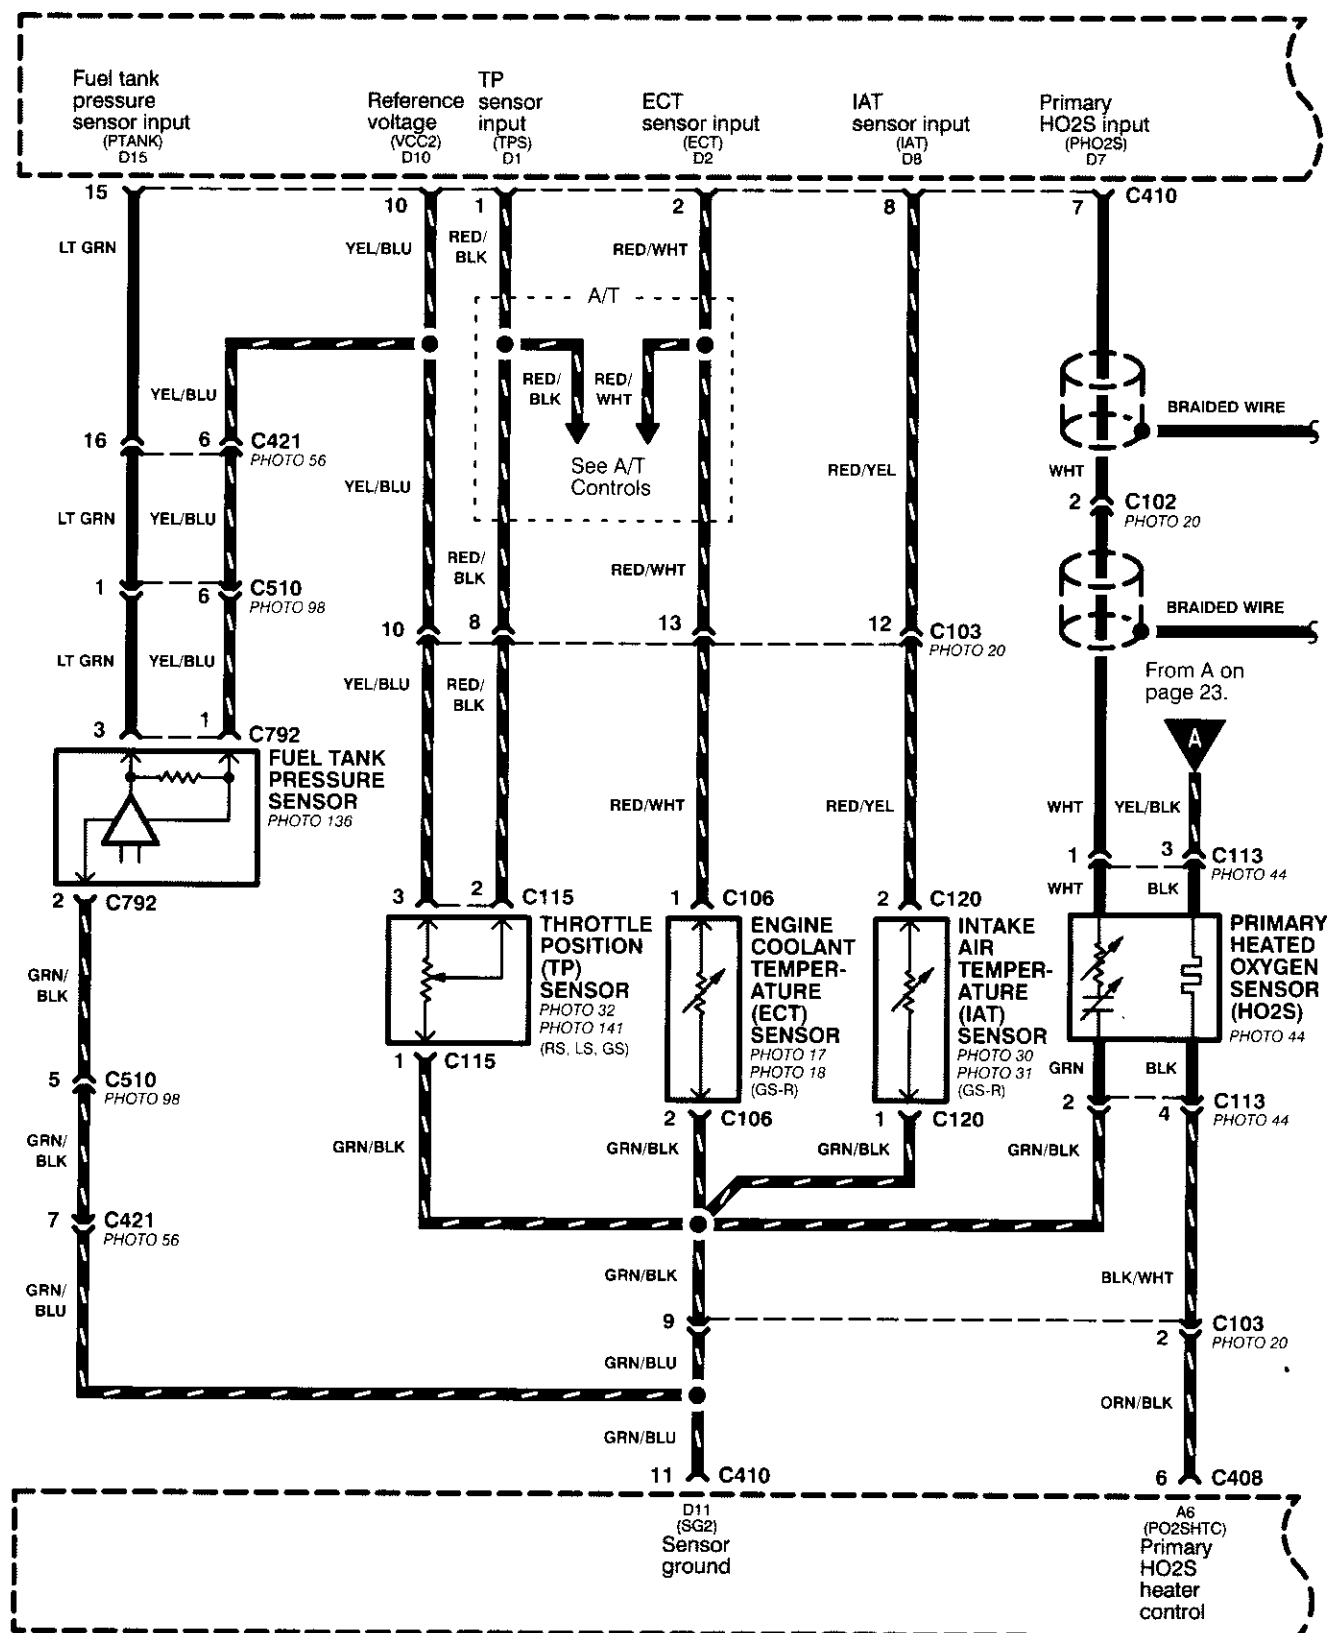 Fuel tank
pressure
sensor input
(PTANK)
D15
Reference
voltage
(VCC2)
D10
TP
sensor
input
(TPS)
D1
ECT
sensor input
(ECT)
D2
IAT
sensor input
(IAT)
D8
Primary
HO2S input
(PHO2S)
D7
15
10
1
2
8
7
C410
LT GRN
YEL/BLU
RED/
BLK
RED/WHT
A/T
YEL/BLU
RED/
BLK
RED/
WHT
BRAIDED WIRE
16
6
C421
PHOTO 56
See A/T
Controls
YEL/BLU
RED/YEL
WHT
2
C102
PHOTO 20
LT GRN
YEL/BLU
RED/
BLK
RED/WHT
1
6
C510
PHOTO 98
BRAIDED WIRE
10
8
13
12
C103
PHOTO 20
LT GRN
YEL/BLU
YEL/BLU
RED/
BLK
From A on
page 23.
3
1
C792
A
FUEL TANK
PRESSURE
SENSOR
PHOTO 136
RED/WHT
RED/YEL
WHT
YEL/BLK
1
3
C113
PHOTO 44
WHT
BLK
2
C792
3
2
C115
1
C106
2
C120
THROTTLE
POSITION
(TP)
SENSOR
PHOTO 32
PHOTO 141
(RS, LS, GS)
ENGINE
COOLANT
TEMPER-
ATURE
(ECT)
SENSOR
PHOTO 17
PHOTO 18
(GS-R)
INTAKE
AIR
TEMPER-
ATURE
(IAT)
SENSOR
PHOTO 30
PHOTO 31
(GS-R)
PRIMARY
HEATED
OXYGEN
SENSOR
(HO2S)
PHOTO 44
GRN/
BLK
1
C115
GRN
BLK
5
C510
PHOTO 98
2
C106
1
C120
2
4
C113
PHOTO 44
GRN/
BLK
GRN/BLK
GRN/BLK
GRN/BLK
GRN/BLK
7
C421
PHOTO 56
GRN/
BLU
GRN/BLK
BLK/WHT
9
2
C103
PHOTO 20
GRN/BLU
ORN/BLK
GRN/BLU
11
C410
6
C408
D11
(SG2)
Sensor
ground
A6
(PO2SHTC)
Primary
HO2S
heater
control